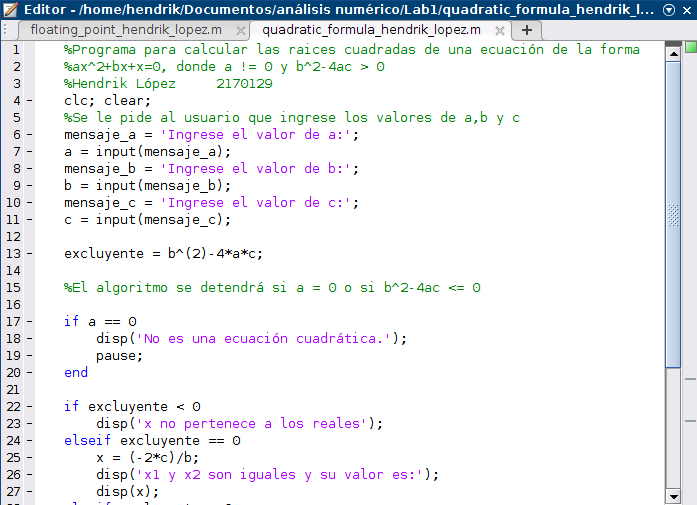 Editor - /home/hendrik/Documentos/análisis numérico/Lab1/quadratic_formula_hendrik_l...
floating_point_hendrik_lopez.m quadratic_formula_hendrik_lopez.m
1 %Programa para calcular las raices cuadradas de una ecuación de la forma
2 %ax^2+bx+x=0, donde a != 0 y b^2-4ac > 0
3 %Hendrik López     2170129
4 - clc; clear;
5 %Se le pide al usuario que ingrese los valores de a,b y c
6 - mensaje_a = 'Ingrese el valor de a:';
7 - a = input(mensaje_a);
8 - mensaje_b = 'Ingrese el valor de b:';
9 - b = input(mensaje_b);
10 - mensaje_c = 'Ingrese el valor de c:';
11 - c = input(mensaje_c);
12
13 - excluyente = b^(2)-4*a*c;
14
15 %El algoritmo se detendrá si a = 0 o si b^2-4ac <= 0
16
17 - if a == 0
18 -     disp('No es una ecuación cuadrática.');
19 -     pause;
20 - end
21
22 - if excluyente < 0
23 -     disp('x no pertenece a los reales');
24 - elseif excluyente == 0
25 -     x = (-2*c)/b;
26 -     disp('x1 y x2 son iguales y su valor es:');
27 -     disp(x);